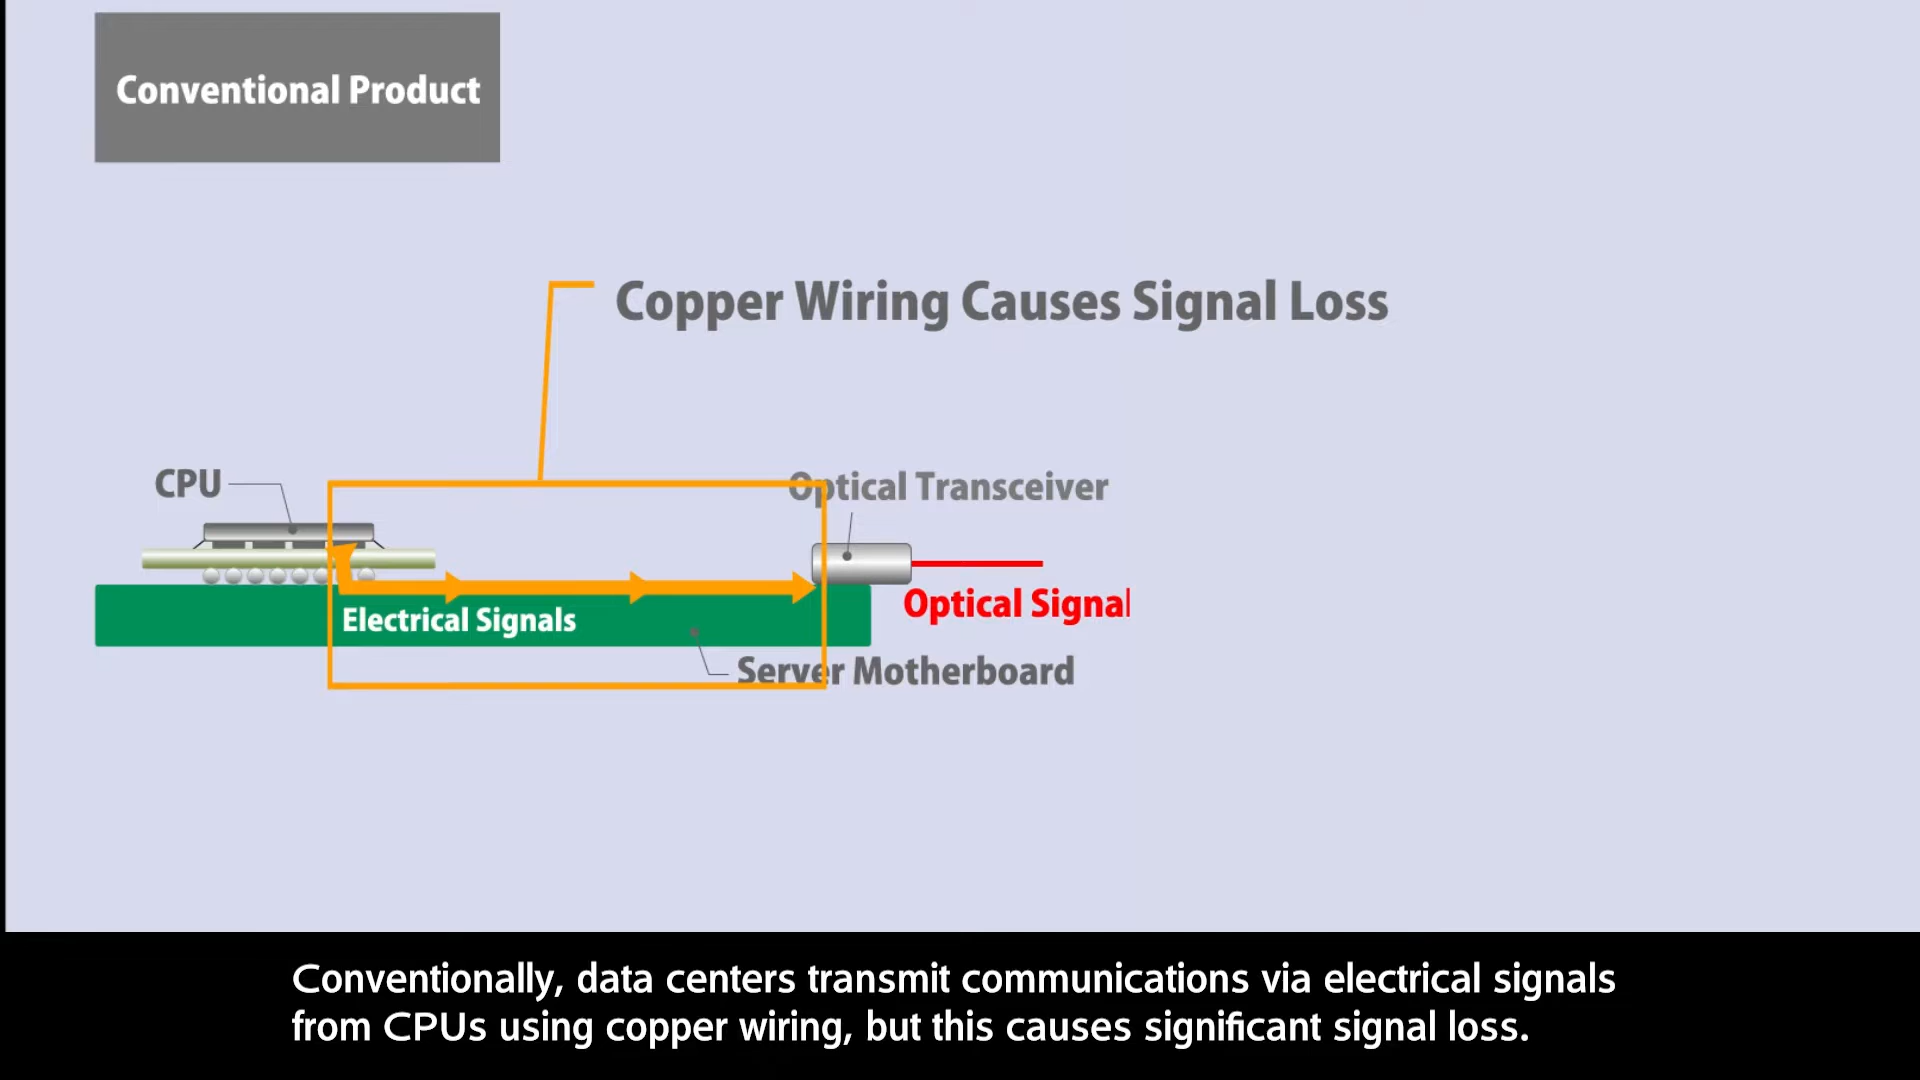 Conventional Product
Copper Wiring Causes Signal Loss
CPU
Optical Transceiver
Optical Signal
Electrical Signals
Server Motherboard
Conventionally, data centers transmit communications via electrical signals
from CPUs using copper wiring, but this causes significant signal loss.